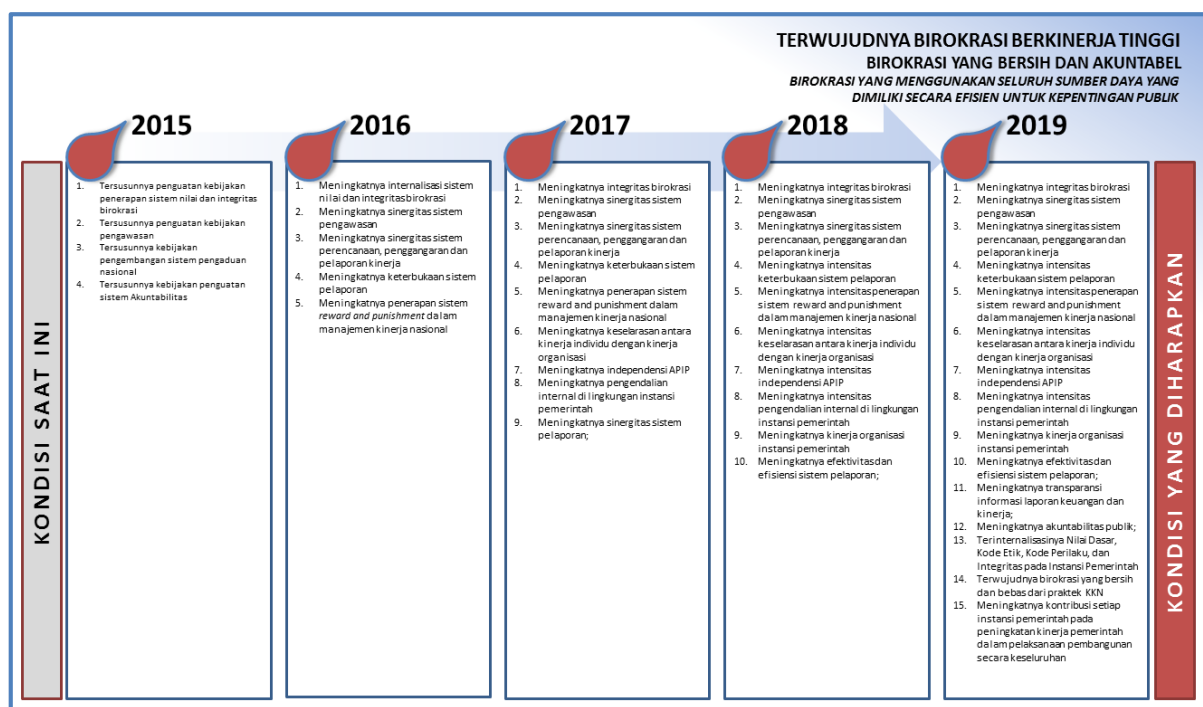 TERWUJUDNYA BIROKRASI BERKINERJA TINGGI
BIROKRASI YANG BERSIH DAN AKUNTABEL
BIROKRASI YANG MENGGUNAKAN SELURUH SUMBER DAYA YANG
DIMILIKI SECARA EFISIEN UNTUK KEPENTINGAN PUBLIK
KONDISI SAAT INI
2015
1. Tersusunnya penguatan kebijakan
penerapan sistem nilai dan integritas
birokrasi
2. Tersusunnya penguatan kebijakan
pengawasan
3. Tersusunnya kebijakan
pengembangan sistem pengaduan
nasional
4. Tersusunnya kebijakan penguatan
sistem Akuntabilitas
2016
1. Meningkatnya internalisasi sistem
nilai dan integritas birokrasi
2. Meningkatnya sinergitas sistem
pengawasan
3. Meningkatnya sinergitas sistem
perencanaan, penggangaran dan
pelaporan kinerja
4. Meningkatnya keterbukaan sistem
pelaporan
5. Meningkatnya penerapan sistem
reward and punishment dalam
manajemen kinerja nasional
2017
1. Meningkatnya integritas birokrasi
2. Meningkatnya sinergitas sistem
pengawasan
3. Meningkatnya sinergitas sistem
perencanaan, penggangaran dan
pelaporan kinerja
4. Meningkatnya keterbukaan sistem
pelaporan
5. Meningkatnya penerapan sistem
reward and punishment dalam
manajemen kinerja nasional
6. Meningkatnya keselarasan antara
kinerja individu dengan kinerja
organisasi
7. Meningkatnya independensi APIP
8. Meningkatnya pengendalian
internal di lingkungan instansi
pemerintah
9. Meningkatnya sinergitas sistem
pelaporan;
2018
1. Meningkatnya integritas birokrasi
2. Meningkatnya sinergitas sistem
pengawasan
3. Meningkatnya sinergitas sistem
perencanaan, penggangaran dan
pelaporan kinerja
4. Meningkatnya intensitas
keterbukaan sistem pelaporan
5. Meningkatnya intensitas penerapan
sistem reward and punishment
dalam manajemen kinerja nasional
6. Meningkatnya intensitas
keselarasan antara kinerja individu
dengan kinerja organisasi
7. Meningkatnya intensitas
independensi APIP
8. Meningkatnya intensitas
pengendalian internal di lingkungan
instansi pemerintah
9. Meningkatnya kinerja organisasi
instansi pemerintah
10. Meningkatnya efektivitas dan
efisiensi sistem pelaporan;
2019
1. Meningkatnya integritas birokrasi
2. Meningkatnya sinergitas sistem
pengawasan
3. Meningkatnya sinergitas sistem
perencanaan, penggangaran dan
pelaporan kinerja
4. Meningkatnya intensitas
keterbukaan sistem pelaporan
5. Meningkatnya intensitas penerapan
sistem reward and punishment
dalam manajemen kinerja nasional
6. Meningkatnya intensitas
keselarasan antara kinerja individu
dengan kinerja organisasi
7. Meningkatnya intensitas
independensi APIP
8. Meningkatnya intensitas
pengendalian internal di lingkungan
instansi pemerintah
9. Meningkatnya kinerja organisasi
instansi pemerintah
10. Meningkatnya efektivitas dan
efisiensi sistem pelaporan;
11. Meningkatnya transparansi
informasi laporan keuangan dan
kinerja;
12. Meningkatnya akuntabilitas publik;
13. Terinternalisasinya Nilai Dasar,
Kode Etik, Kode Perilaku, dan
Integritas pada Instansi Pemerintah
14. Terwujudnya birokrasi yang bersih
dan bebas dari praktek KKN
15. Meningkatnya kontribusi setiap
instansi pemerintah pada
peningkatan kinerja pemerintah
dalam pelaksanaan pembangunan
secara keseluruhan
KONDISI YANG DIHARAPKAN